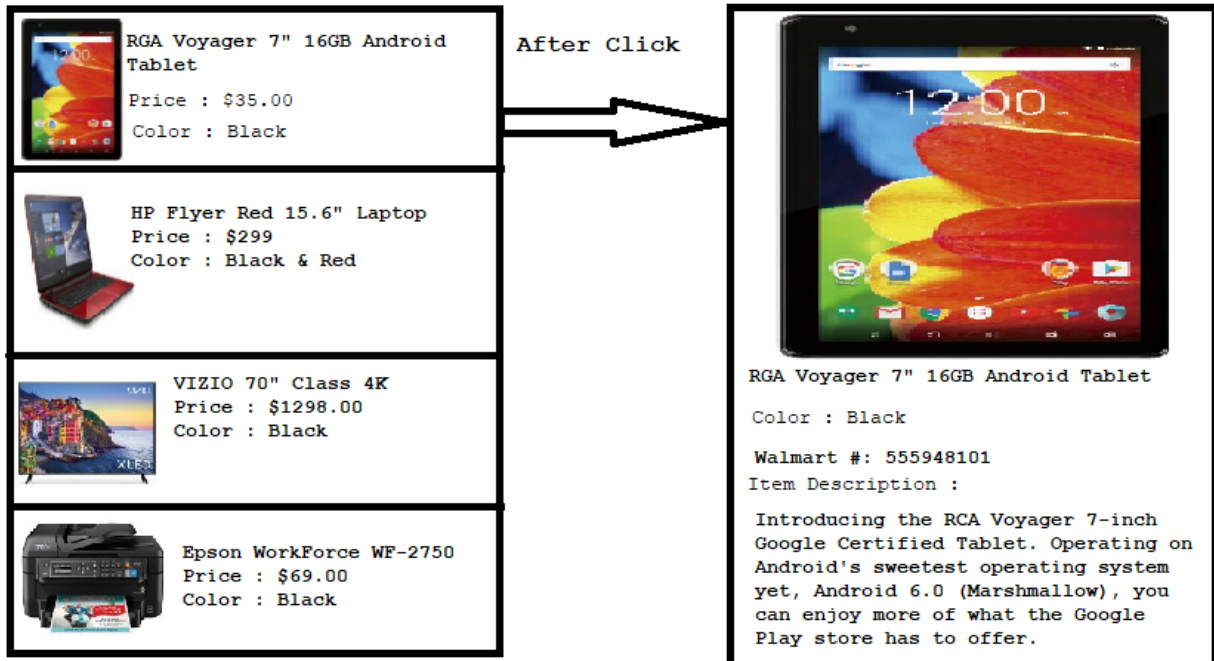 RGA Voyager 7" 16GB Android
Tablet
Price : $35.00
Color : Black
HP Flyer Red 15.6" Laptop
Price : $299
Color : Black & Red
VIZIO 70" Class 4K
Price : $1298.00
Color : Black
VIZIO
XLED
Epson WorkForce WF-2750
Price : $69.00
Color : Black
After Click
12:00
RGA Voyager 7" 16GB Android Tablet
Color : Black
Walmart #: 555948101
Item Description :
Introducing the RCA Voyager 7-inch
Google Certified Tablet. Operating on
Android's sweetest operating system
yet, Android 6.0 (Marshmallow), you
can enjoy more of what the Google
Play store has to offer.